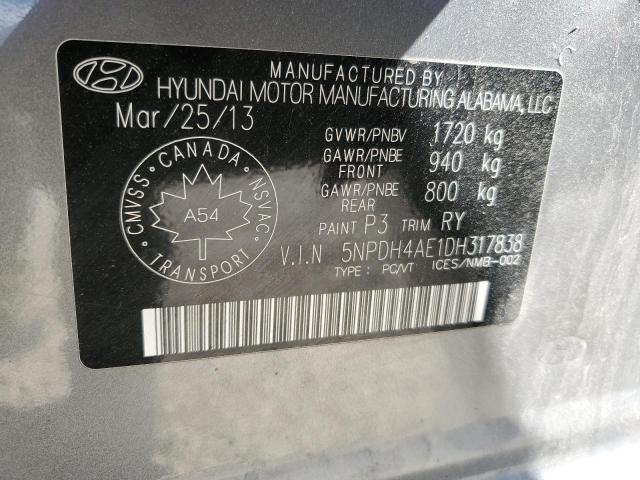 MANUFACTURED BY
HYUNDAI MOTOR MANUFACTURING ALABAMA, LLC
Mar/25/13
GVWR/PNBV 1720 kg
GAWR/PNBE FRONT 940 kg
GAWR/PNBE REAR 800 kg
PAINT P3 TRIM RY
V.I.N 5NPDH4AE1DH317838
TYPE : PC/VT ICES/NMB-002
CANADA
CMVSS
NSVAC
A54
TRANSPORT